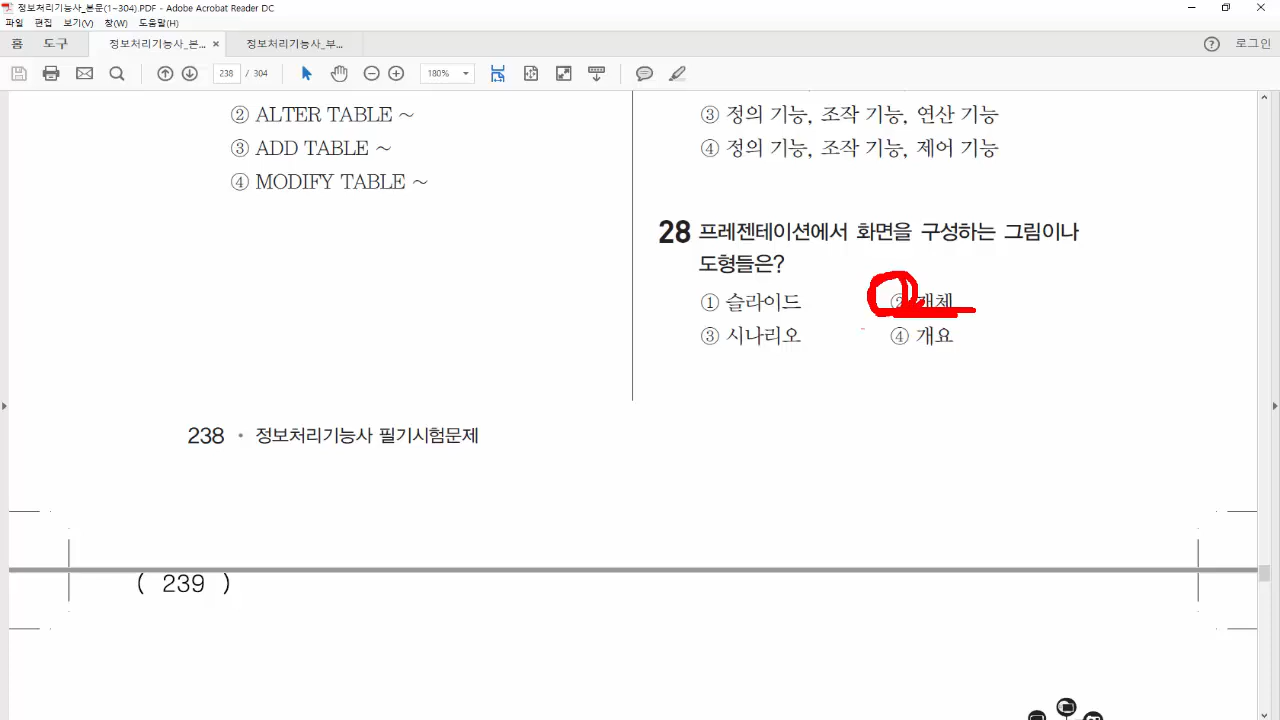 정보처리기능사_본문(1~304).PDF - Adobe Acrobat Reader DC
파일 편집 보기(V) 창(W) 도움말(H)
홈 도구 정보처리기능사_본... × 정보처리기능사_부... 로그인
238 / 304 180%
② ALTER TABLE ~
③ ADD TABLE ~
④ MODIFY TABLE ~
③ 정의 기능, 조작 기능, 연산 기능
④ 정의 기능, 조작 기능, 제어 기능
28 프레젠테이션에서 화면을 구성하는 그림이나
도형들은?
① 슬라이드 ② 개체
③ 시나리오 ④ 개요
238 • 정보처리기능사 필기시험문제
( 239 )